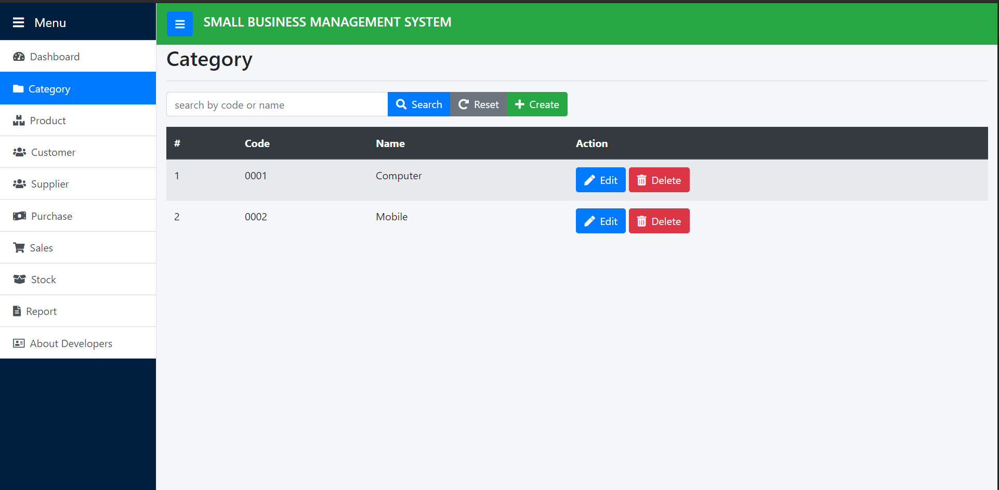 Menu
SMALL BUSINESS MANAGEMENT SYSTEM
Dashboard
Category
Product
Customer
Supplier
Purchase
Sales
Stock
Report
About Developers
Category
search by code or name Search Reset Create
# Code Name Action
1 0001 Computer Edit Delete
2 0002 Mobile Edit Delete